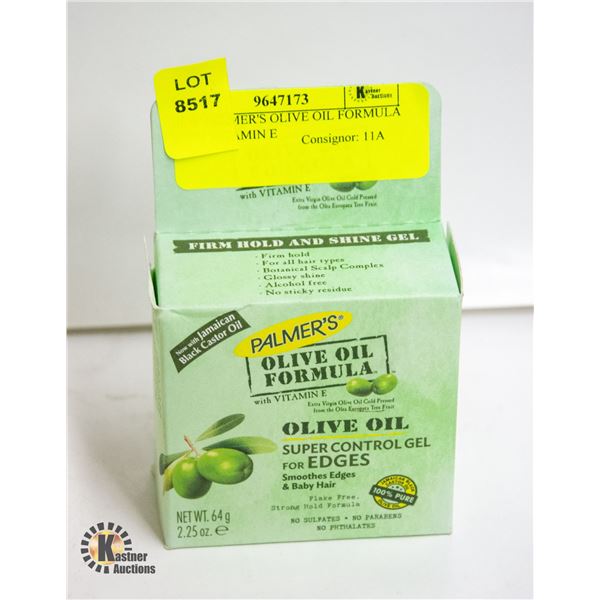 LOT
8517
9647173
Kastner
Auctions
MER'S OLIVE OIL FORMULA
AMIN E
Consignor: 11A
with VITAMIN E
Extra Virgin Olive Oil Cold Pressed
from the Olea Europaea Tree Fruit.
FIRM HOLD AND SHINE GEL
· Firm hold
· For all hair types
· Botanical Scalp Complex
· Glossy shine
· Alcohol free
· No sticky residue
Now with Jamaican
Black Castor Oil
PALMER'S®
OLIVE OIL
FORMULA™
with VITAMIN E
Extra Virgin Olive Oil Cold Pressed
from the Olea Europaea Tree Fruit
OLIVE OIL
SUPER CONTROL GEL
FOR EDGES
Smoothes Edges
& Baby Hair
Flake Free,
Strong Hold Formula
100% PURE
NET WT. 64 g
2.25 oz. e
NO SULFATES • NO PARABENS
NO PHTHALATES
Kastner
Auctions